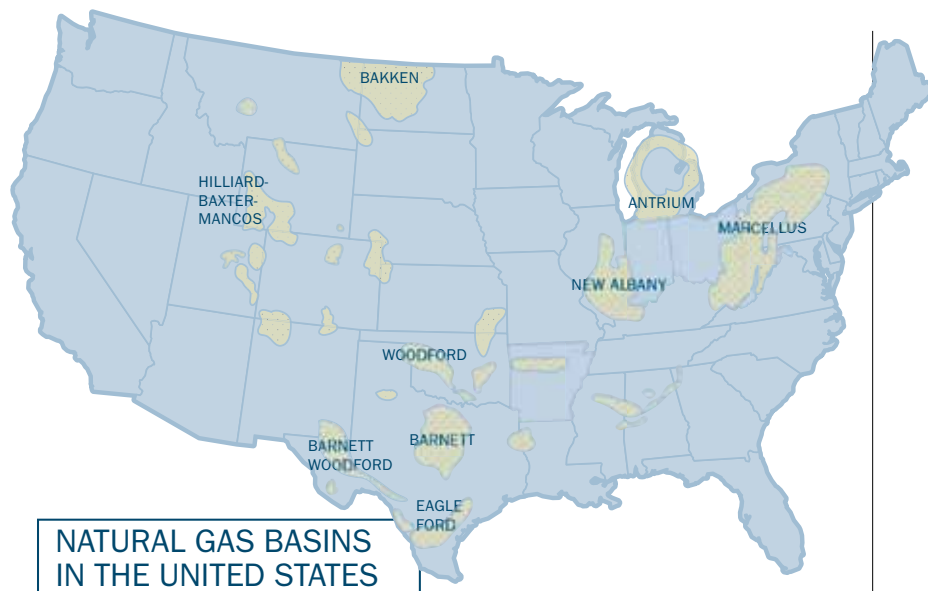 BAKKEN
HILLIARD-
BAXTER-
MANCOS
ANTRIUM
MARCELLUS
NEW ALBANY
WOODFORD
BARNETT
WOODFORD
BARNETT
EAGLE
FORD
NATURAL GAS BASINS
IN THE UNITED STATES